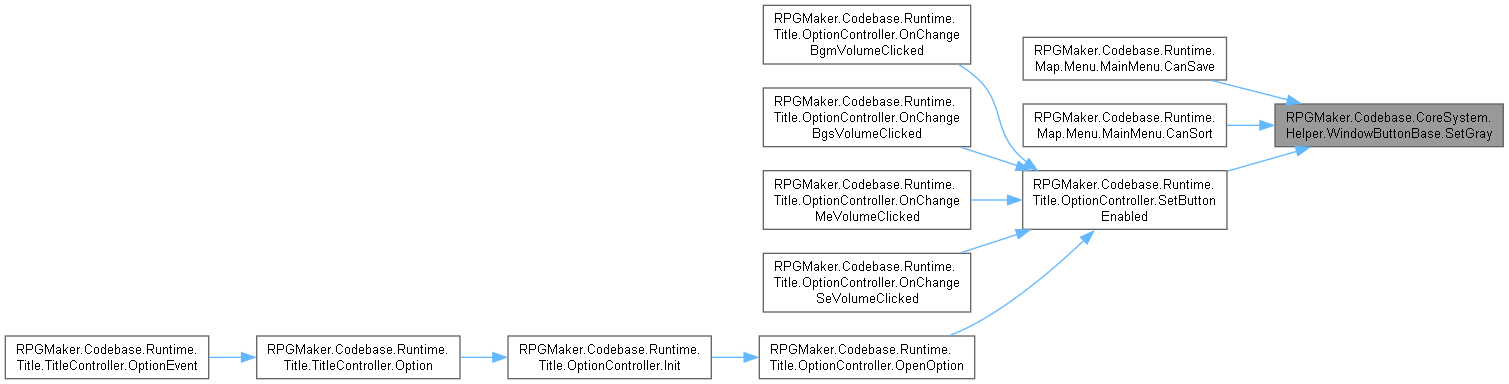 RPGMaker.Codebase.Runtime.
Title.OptionController.OnChange
BgmVolumeClicked
RPGMaker.Codebase.Runtime.
Map.Menu.MainMenu.CanSave
RPGMaker.Codebase.Runtime.
Title.OptionController.OnChange
BgsVolumeClicked
RPGMaker.Codebase.Runtime.
Map.Menu.MainMenu.CanSort
RPGMaker.Codebase.CoreSystem.
Helper.WindowButtonBase.SetGray
RPGMaker.Codebase.Runtime.
Title.OptionController.OnChange
MeVolumeClicked
RPGMaker.Codebase.Runtime.
Title.OptionController.SetButton
Enabled
RPGMaker.Codebase.Runtime.
Title.OptionController.OnChange
SeVolumeClicked
RPGMaker.Codebase.Runtime.
Title.TitleController.OptionEvent
RPGMaker.Codebase.Runtime.
Title.TitleController.Option
RPGMaker.Codebase.Runtime.
Title.OptionController.Init
RPGMaker.Codebase.Runtime.
Title.OptionController.OpenOption